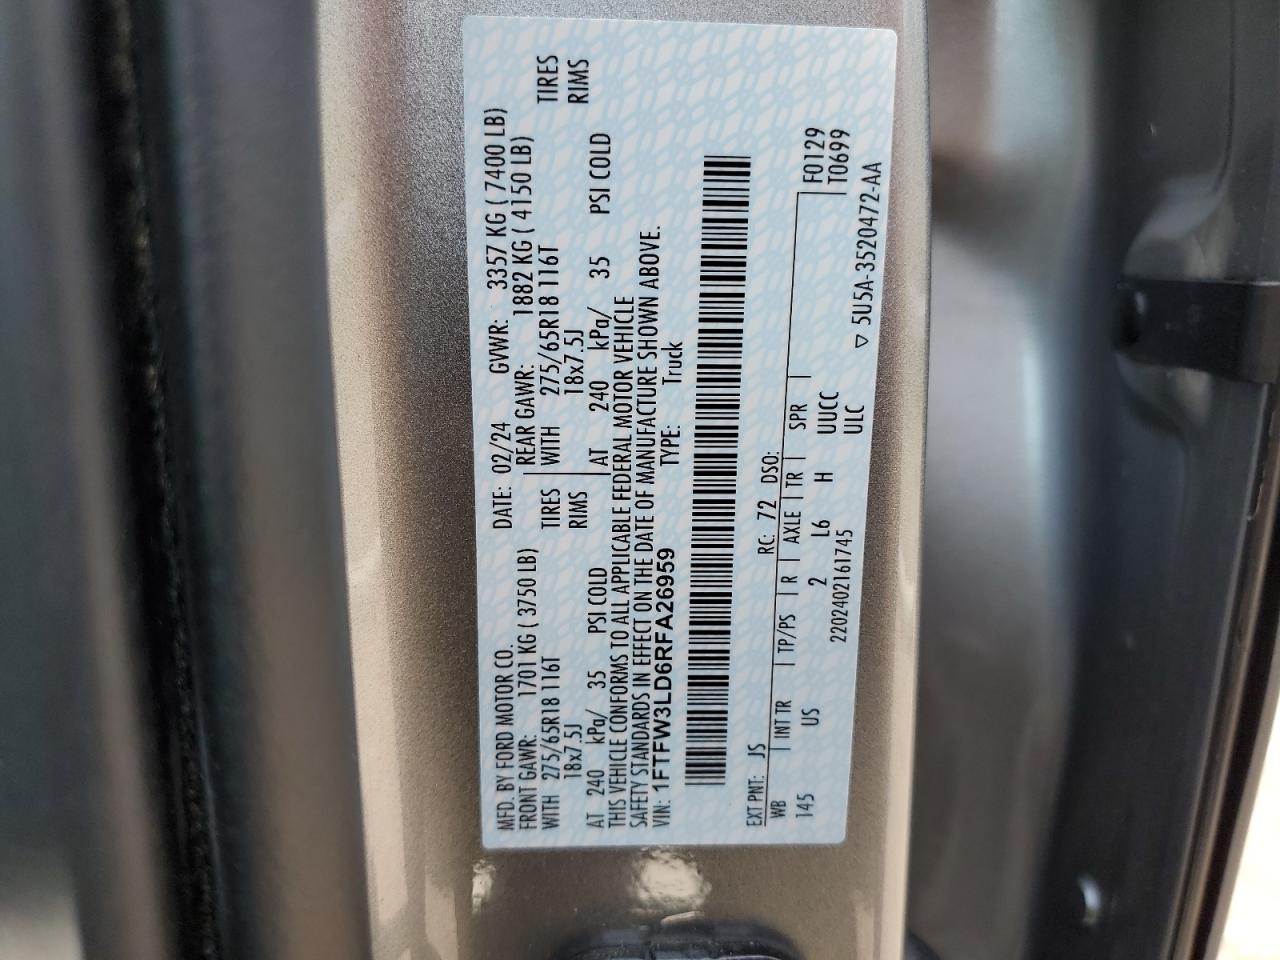 MFD. BY FORD MOTOR CO. DATE: 02/24 GVWR: 3357 KG ( 7400 LB)
FRONT GAWR: 1701 KG ( 3750 LB) REAR GAWR: 1882 KG ( 4150 LB)
WITH 275/65R18 116T TIRES WITH 275/65R18 116T TIRES
18x7.5J RIMS 18x7.5J RIMS
AT 240 kPa/ 35 PSI COLD AT 240 kPa/ 35 PSI COLD
THIS VEHICLE CONFORMS TO ALL APPLICABLE FEDERAL MOTOR VEHICLE
SAFETY STANDARDS IN EFFECT ON THE DATE OF MANUFACTURE SHOWN ABOVE.
VIN: 1FTFW3LD6RFA26959 TYPE: Truck
EXT PNT: JS RC: 72 DSO:
WB INT TR TP/PS R AXLE TR SPR F0129
145 US 2 L6 H UUCC T0699
ULC
2202402161745 ▽ 5U5A-3520472-AA